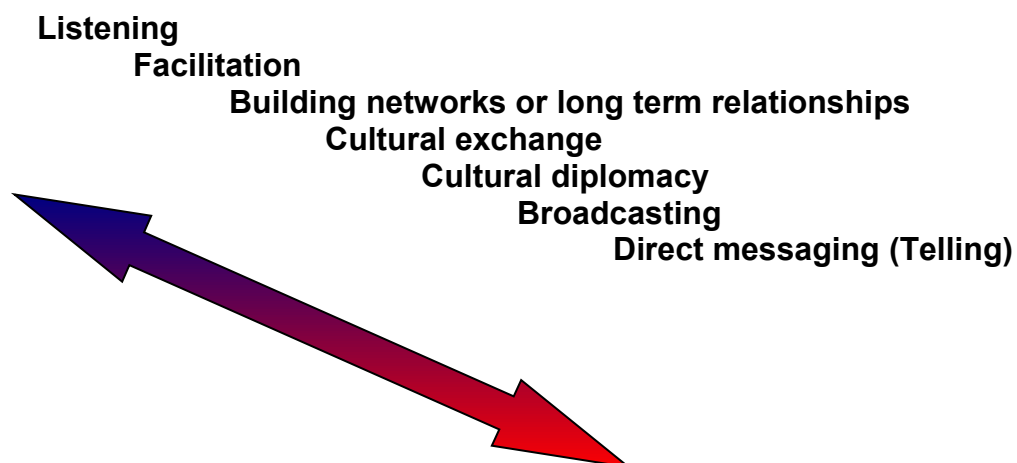 Listening
Facilitation
Building networks or long term relationships
Cultural exchange
Cultural diplomacy
Broadcasting
Direct messaging (Telling)